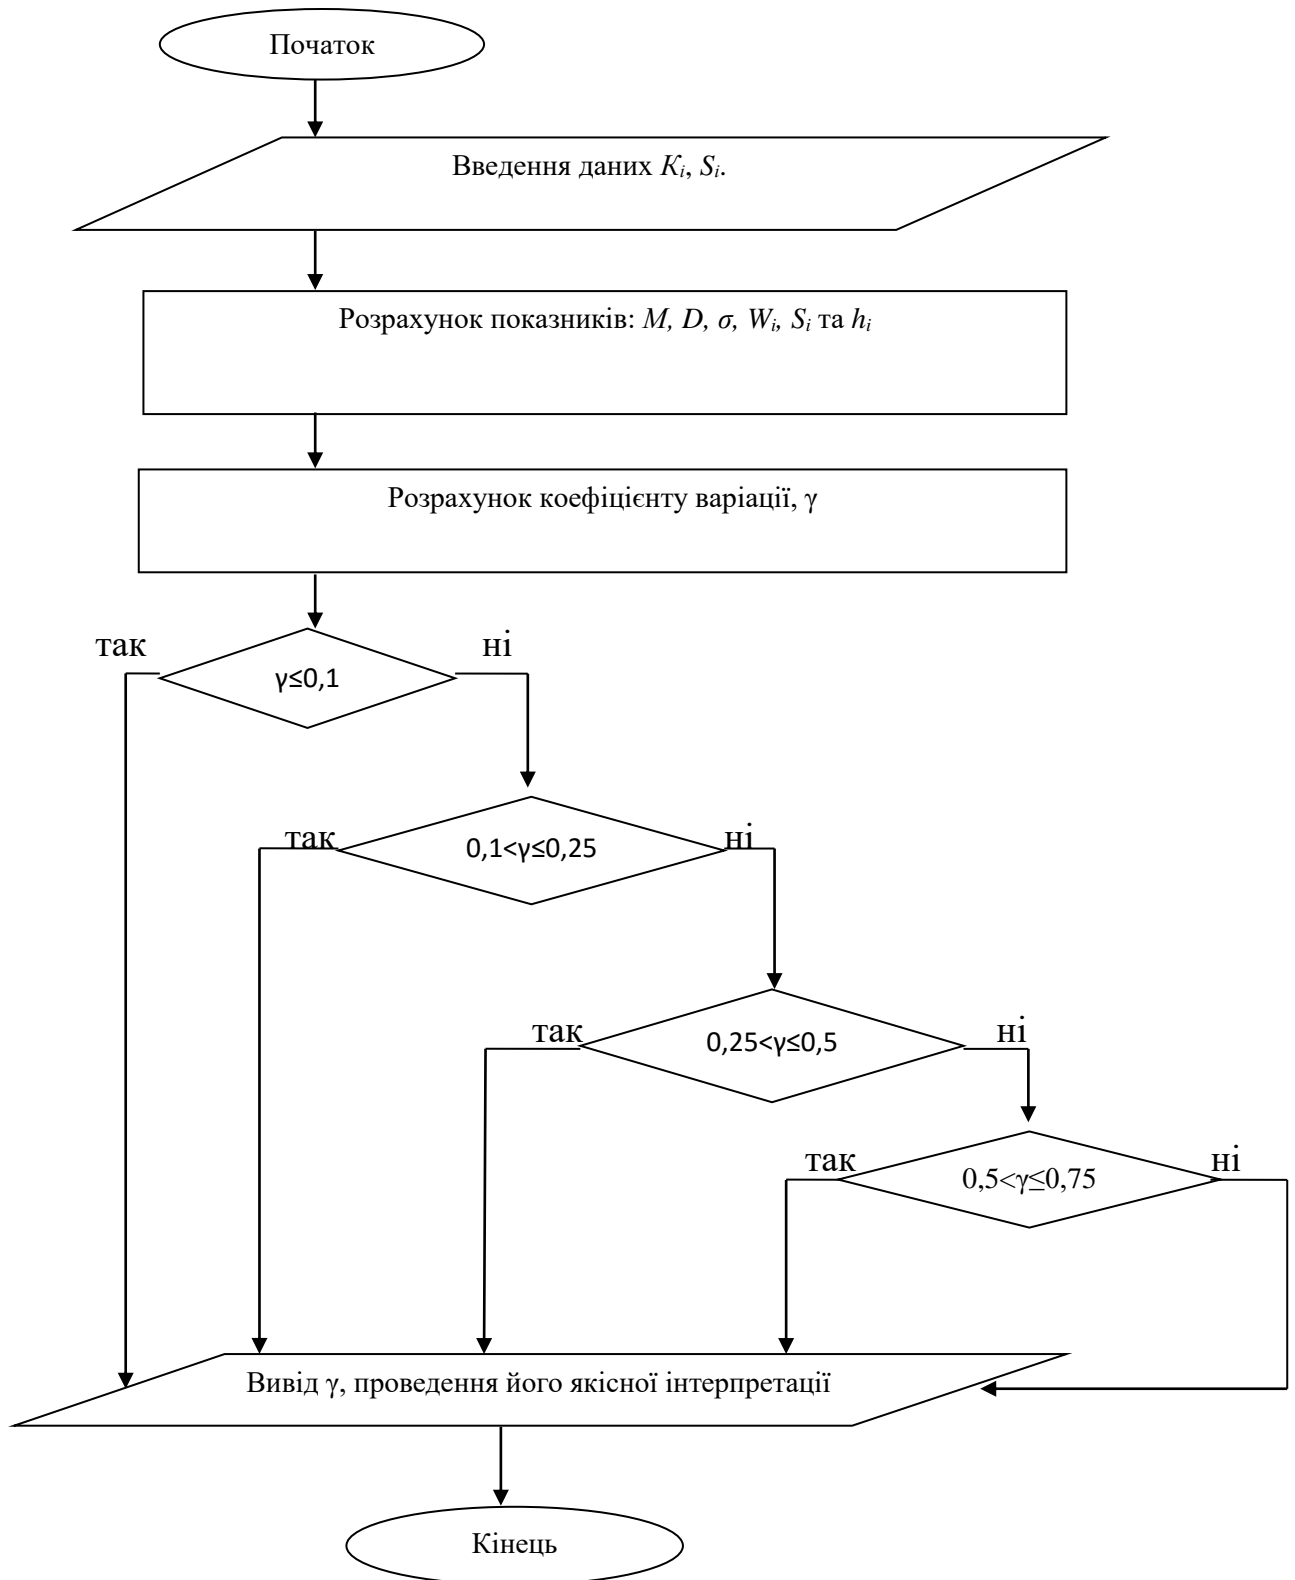 Початок
Введення даних Kᵢ, Sᵢ.
Розрахунок показників: M, D, σ, Wᵢ, Sᵢ та hᵢ
Розрахунок коефіцієнту варіації, γ
так
ні
γ≤0,1
так
0,1<γ≤0,25
ні
так
0,25<γ≤0,5
ні
так
0,5<γ≤0,75
ні
Вивід γ, проведення його якісної інтерпретації
Кінець